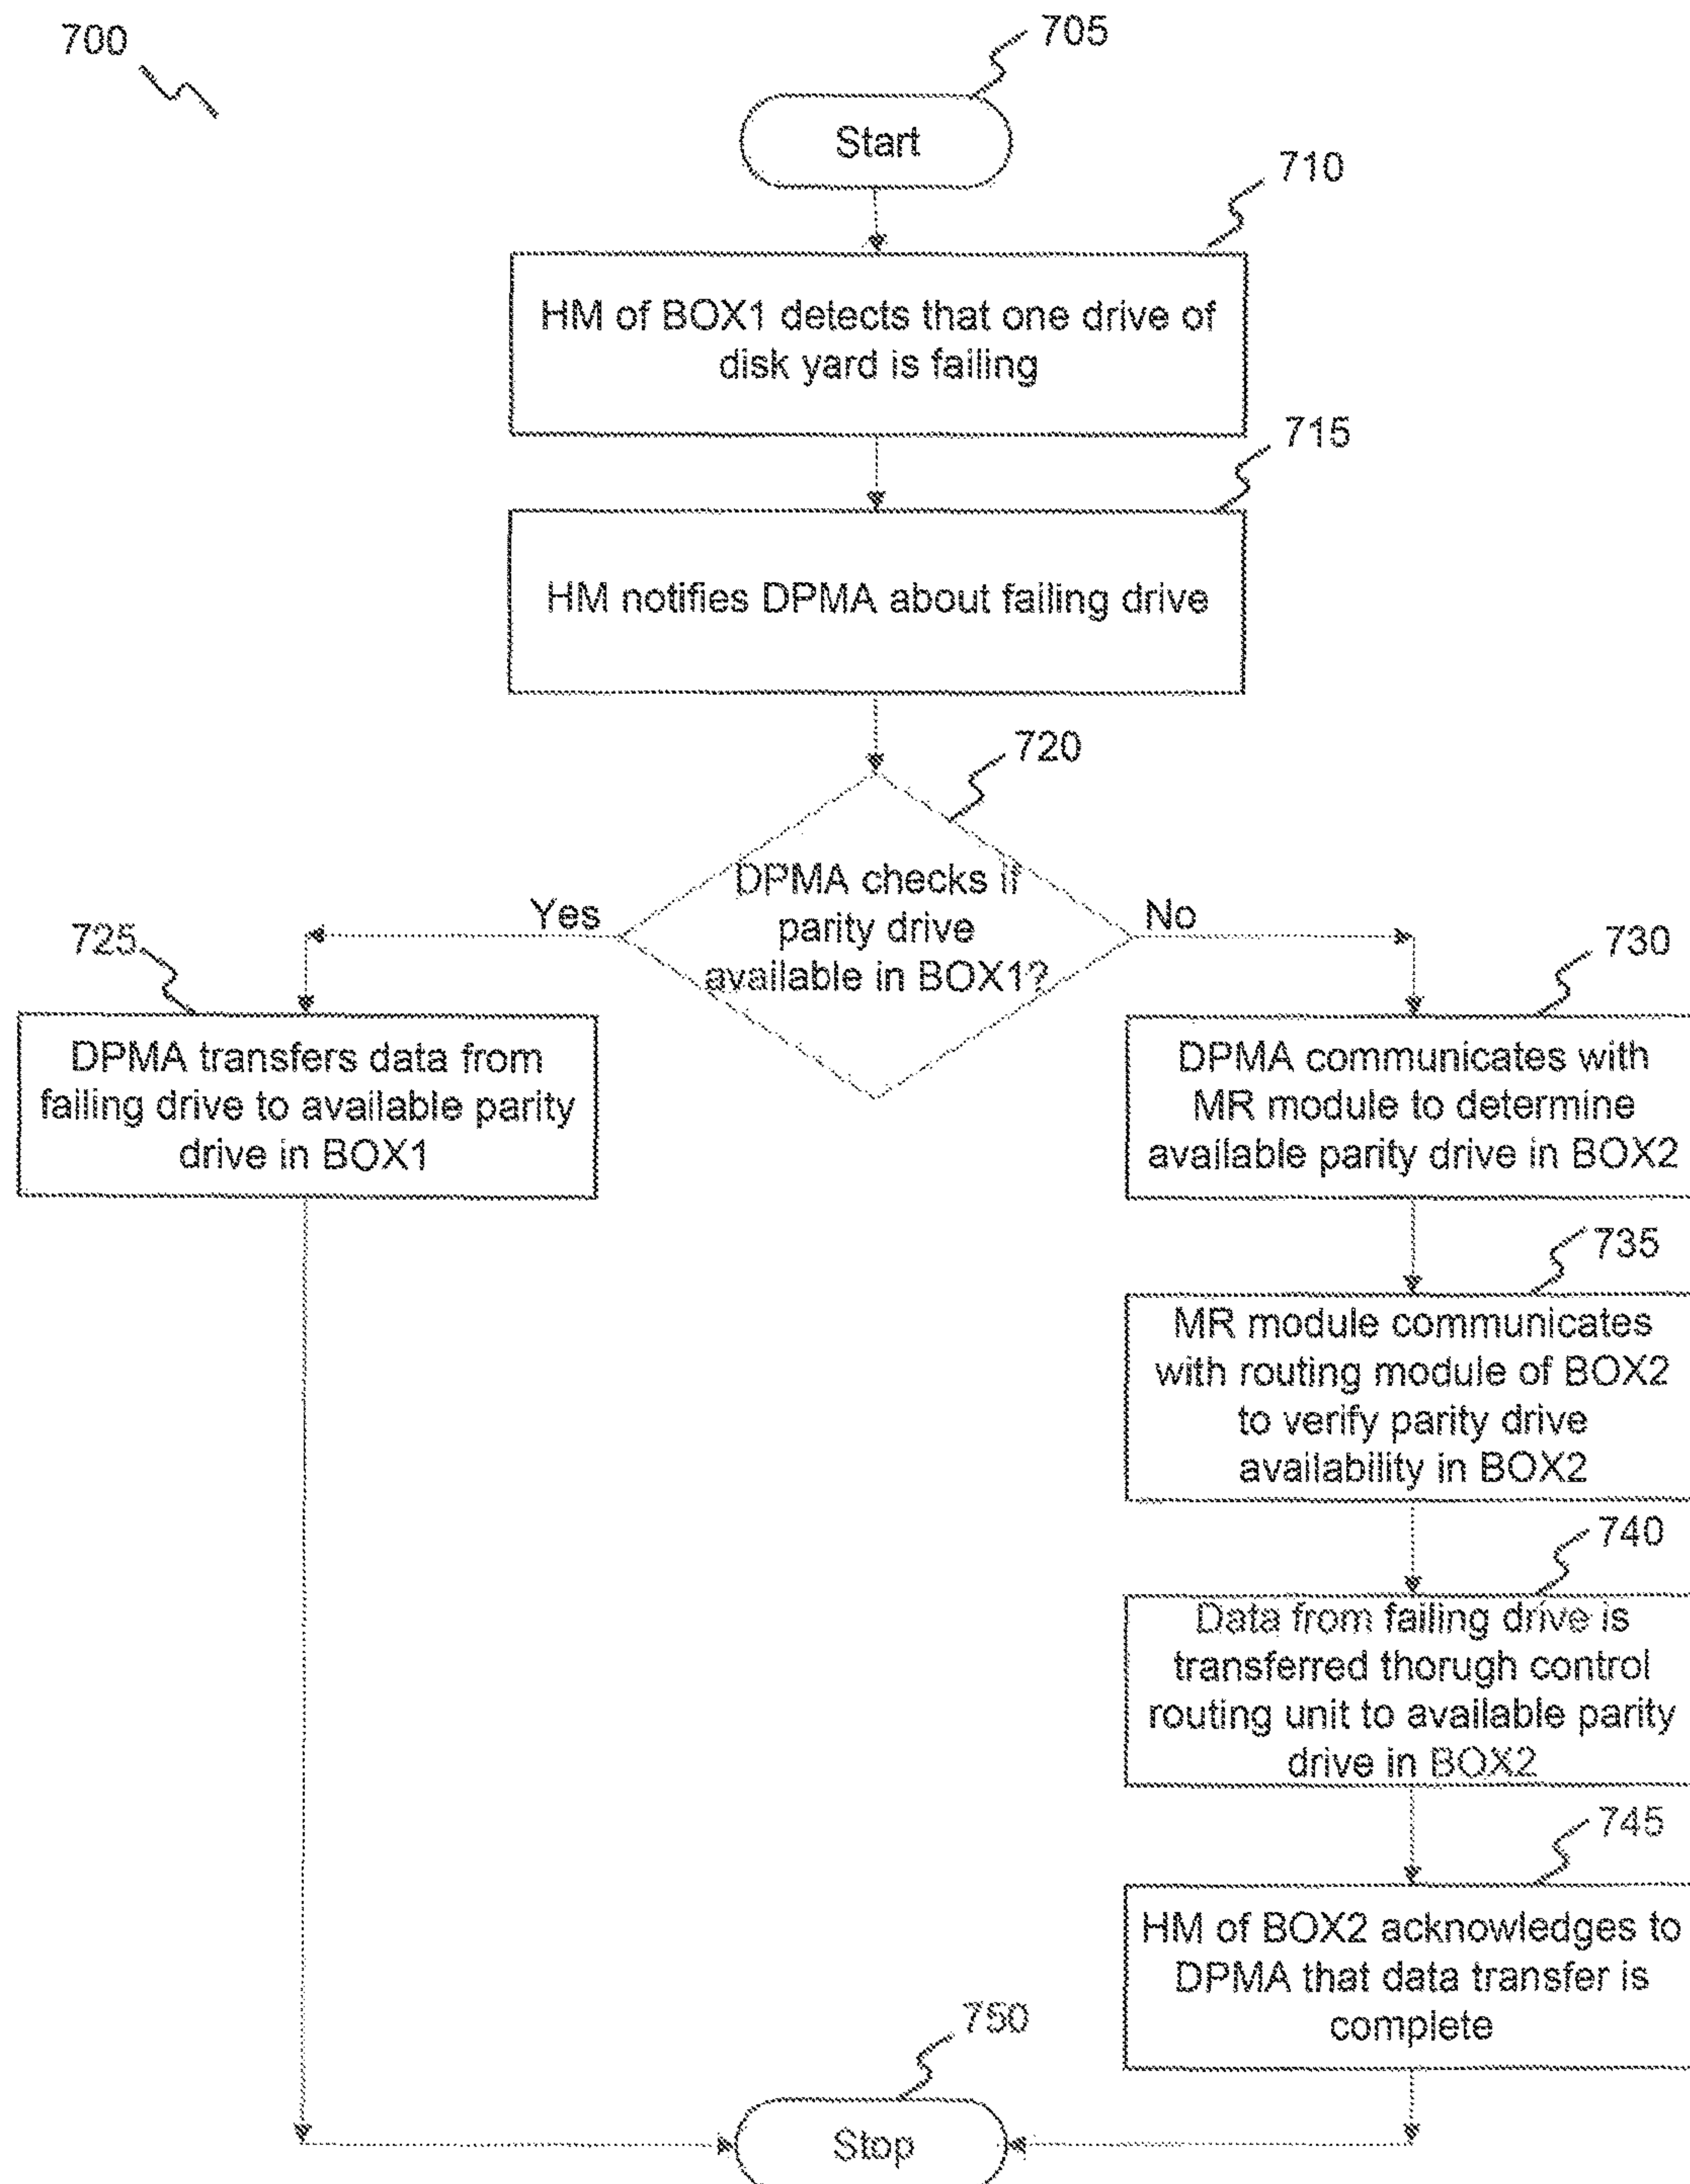 700
705
Start
710
HM of BOX1 detects that one drive of
disk yard is failing
715
HM notifies DPMA about failing drive
720
DPMA checks if
parity drive
available in BOX1?
Yes
No
725
DPMA transfers data from
failing drive to available parity
drive in BOX1
730
DPMA communicates with
MR module to determine
available parity drive in BOX2
735
MR module communicates
with routing module of BOX2
to verify parity drive
availability in BOX2
740
Data from failing drive is
transferred thorugh control
routing unit to available parity
drive in BOX2
745
HM of BOX2 acknowledges to
DPMA that data transfer is
complete
750
Stop